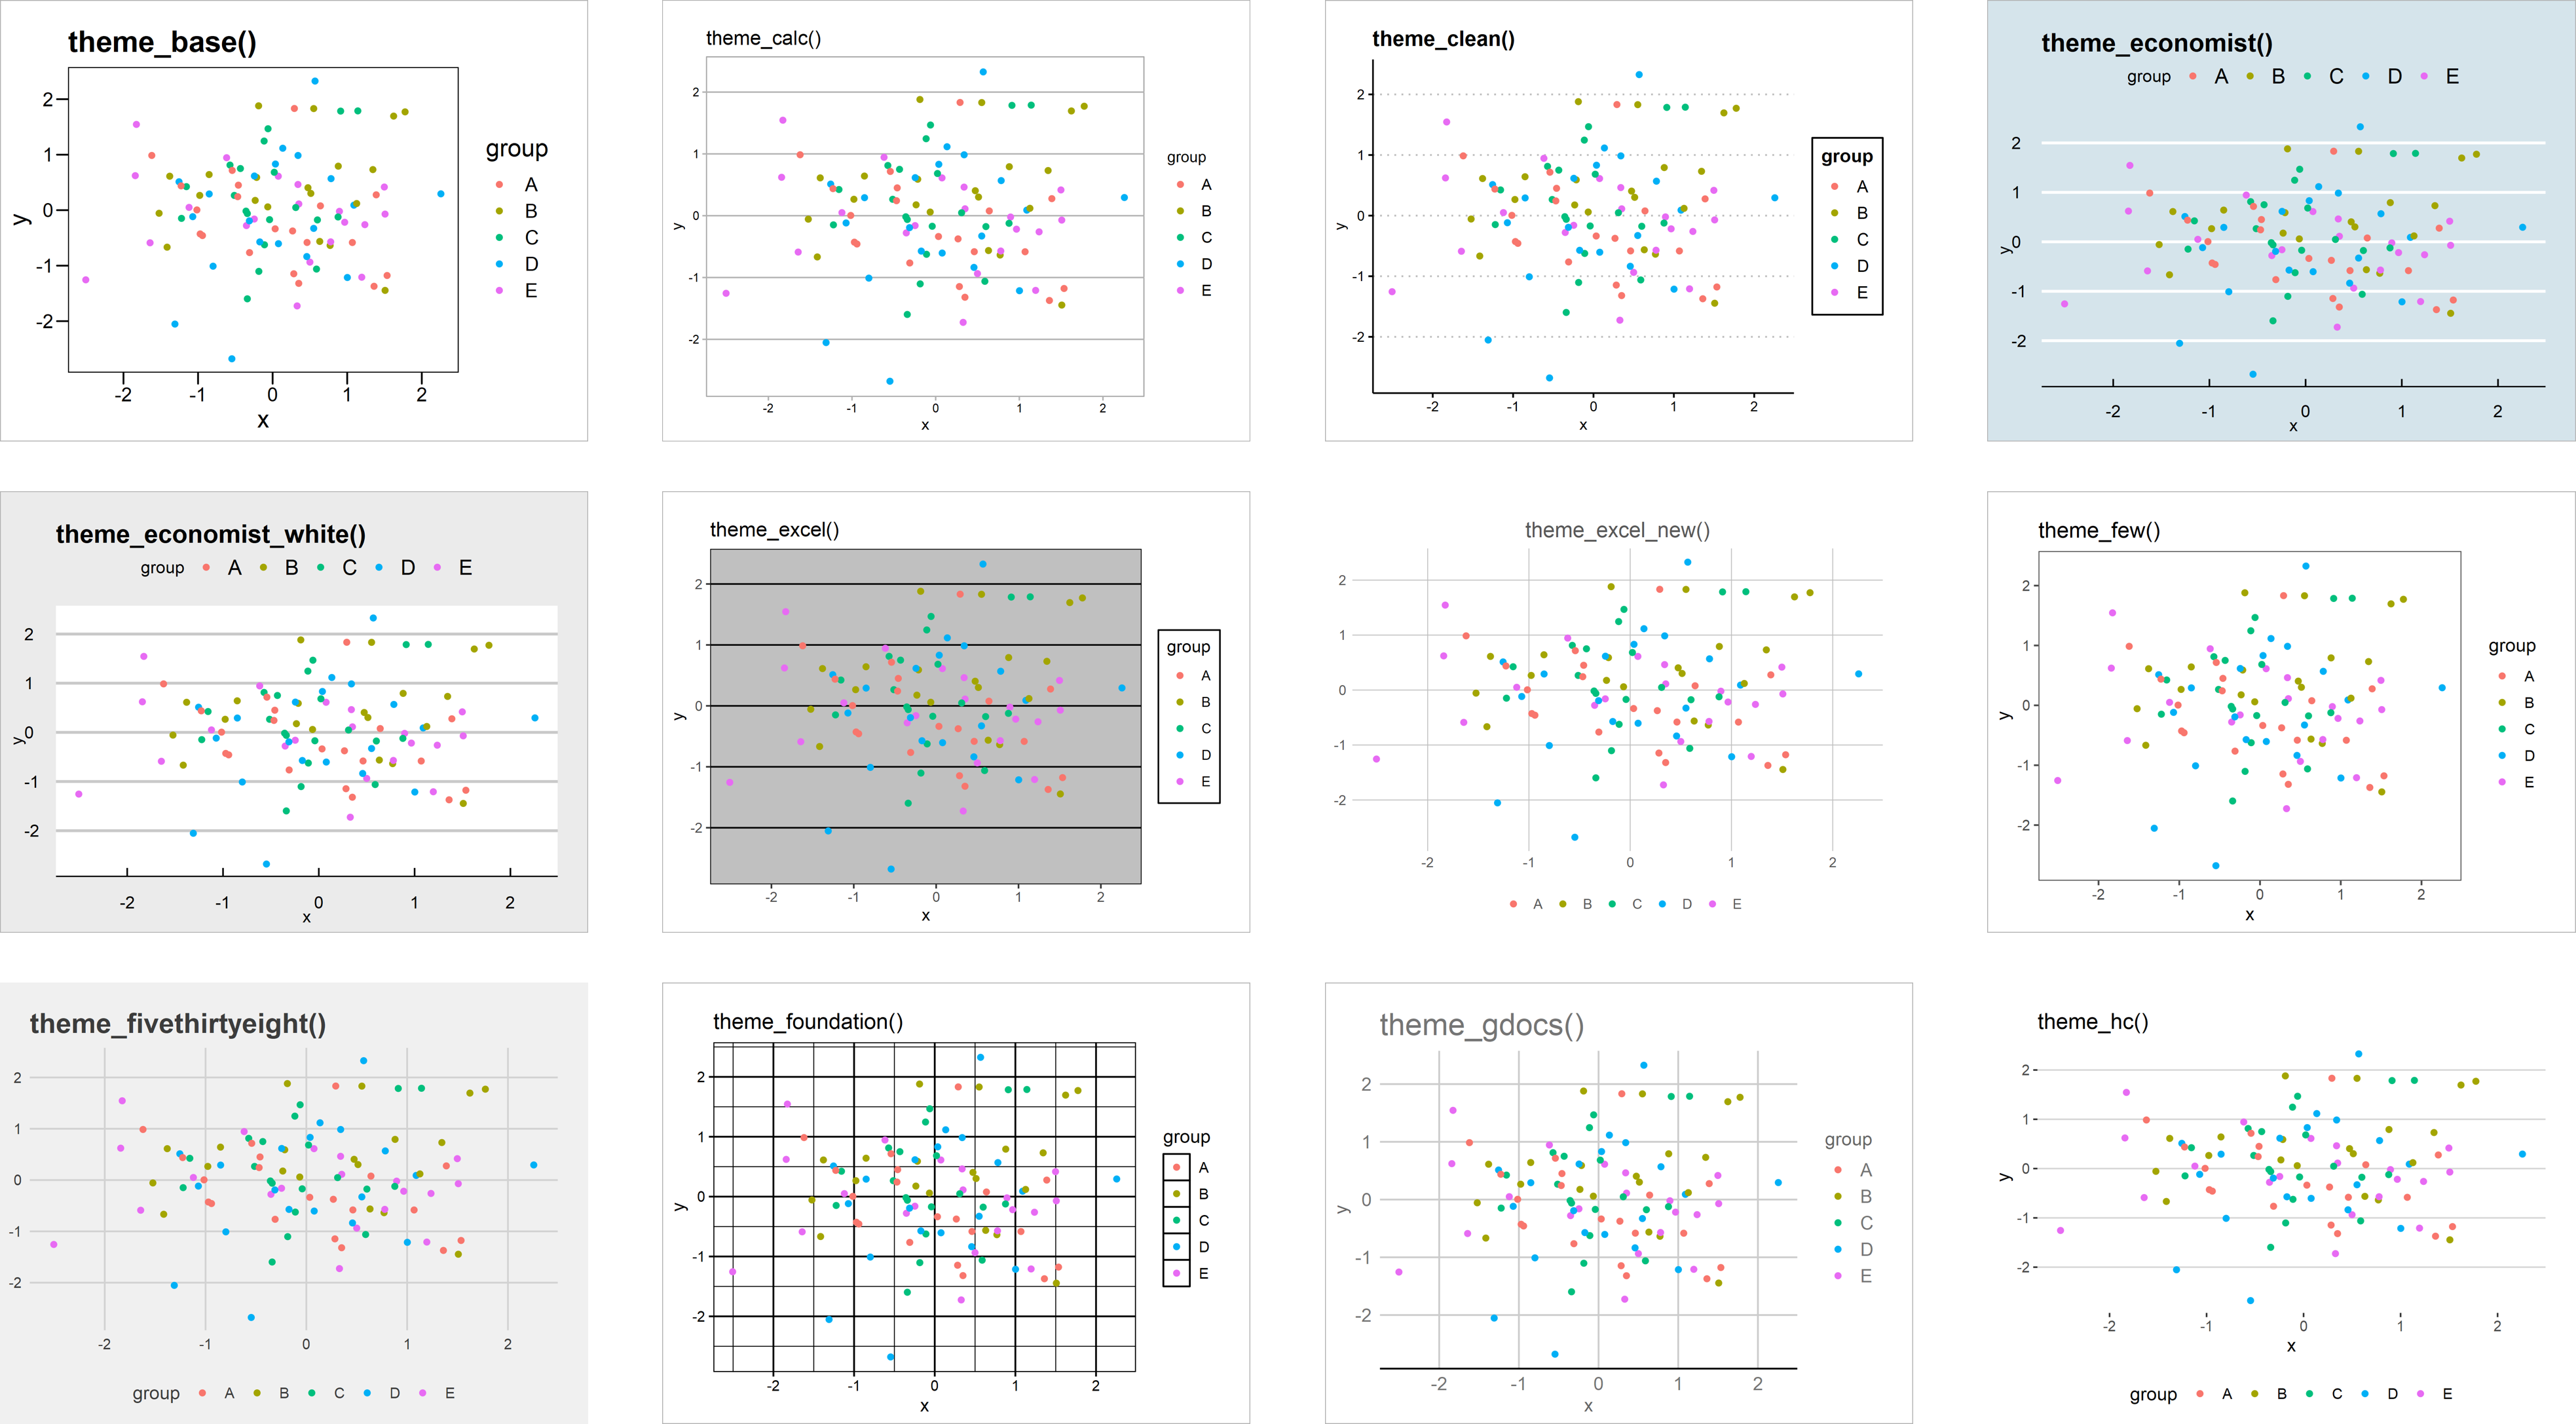 theme_base()
2
1
0
-1
-2
y
-2 -1 0 1 2
x
group
A
B
C
D
E
theme_calc()
2
1
0
-1
-2
y
-2 -1 0 1 2
x
group
A
B
C
D
E
theme_clean()
2
1
0
-1
-2
y
-2 -1 0 1 2
x
group
A
B
C
D
E
theme_economist()
group A B C D E
2
1
0
-1
-2
y
-2 -1 0 1 2
x
theme_economist_white()
group A B C D E
2
1
0
-1
-2
y
-2 -1 0 1 2
x
theme_excel()
2
1
0
-1
-2
y
-2 -1 0 1 2
x
group
A
B
C
D
E
theme_excel_new()
2
1
0
-1
-2
-2 -1 0 1 2
A B C D E
theme_few()
2
1
0
-1
-2
y
-2 -1 0 1 2
x
group
A
B
C
D
E
theme_fivethirtyeight()
2
1
0
-1
-2
-2 -1 0 1 2
group A B C D E
theme_foundation()
2
1
0
-1
-2
y
-2 -1 0 1 2
x
group
A
B
C
D
E
theme_gdocs()
2
1
0
-1
-2
y
-2 -1 0 1 2
x
group
A
B
C
D
E
theme_hc()
2
1
0
-1
-2
y
-2 -1 0 1 2
x
group A B C D E